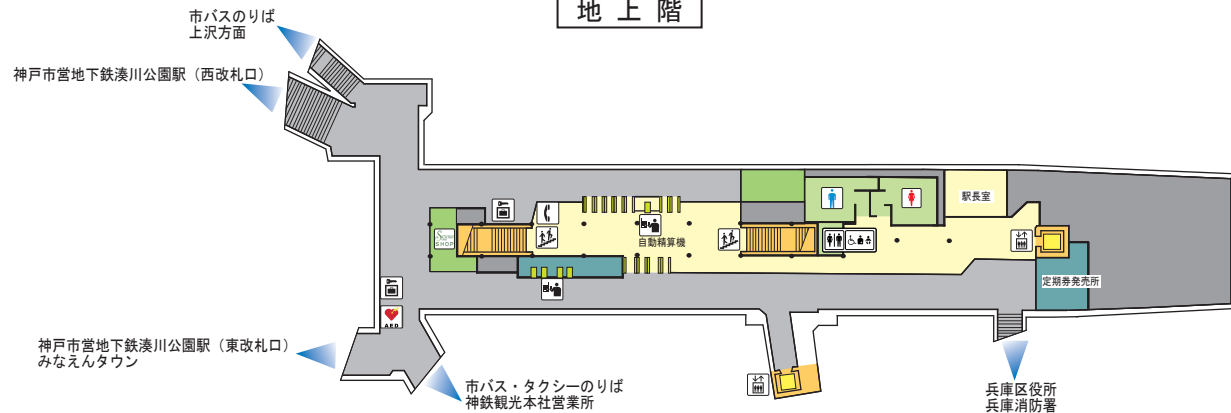 地上階
市バスのりば
上沢方面
神戸市営地下鉄湊川公園駅（西改札口）
駅長室
自動精算機
SHOP
定期券発売所
AED
神戸市営地下鉄湊川公園駅（東改札口）
みなえんタウン
市バス・タクシーのりば
神鉄観光本社営業所
兵庫区役所
兵庫消防署